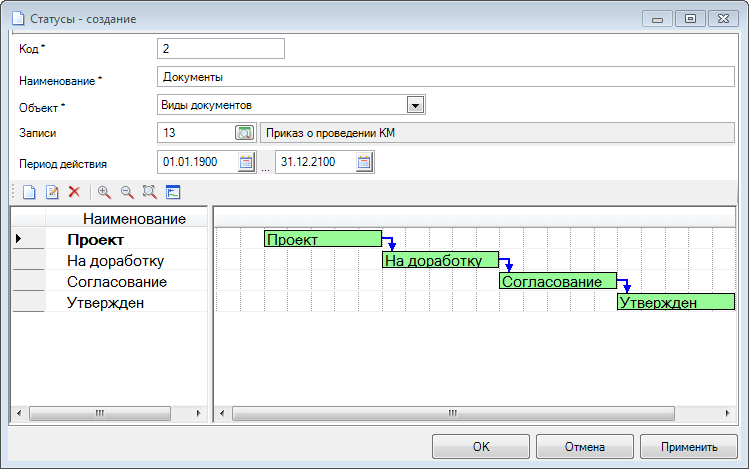 Статусы - создание
Код * 2
Наименование * Документы
Объект * Виды документов
Записи 13 Приказ о проведении КМ
Период действия 01.01.1900 ... 31.12.2100
Наименование
Проект Проект
На доработку На доработку
Согласование Согласование
Утвержден Утвержден
OK Отмена Применить